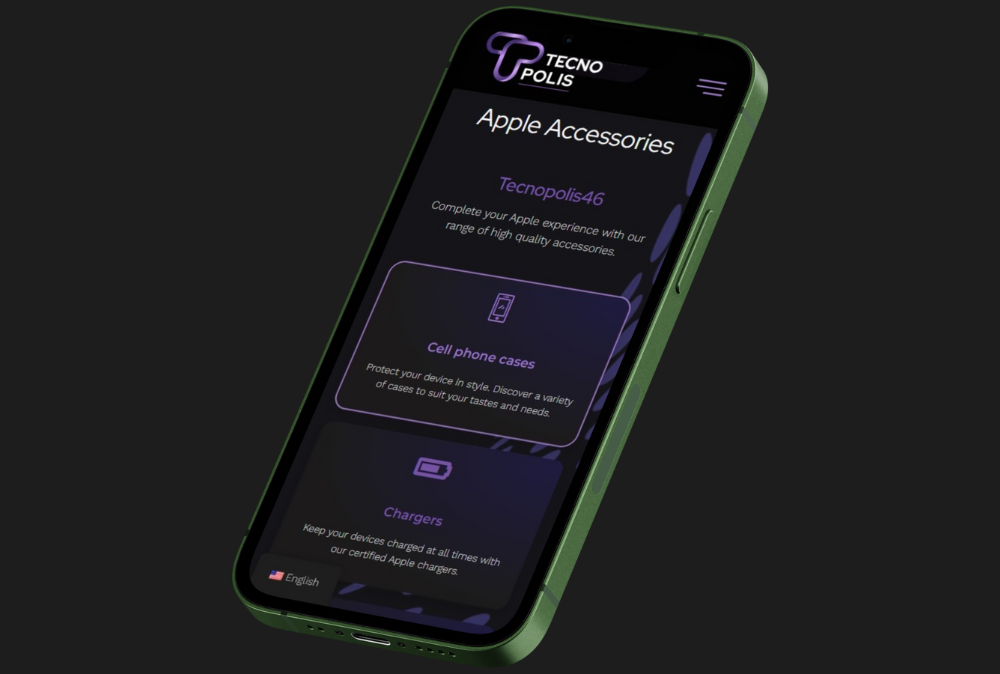 TECNO
POLIS
Apple Accessories
Tecnopolis46
Complete your Apple experience with our
range of high quality accessories.
Cell phone cases
Protect your device in style. Discover a variety
of cases to suit your tastes and needs.
Chargers
Keep your devices charged at all times with
our certified Apple chargers.
English